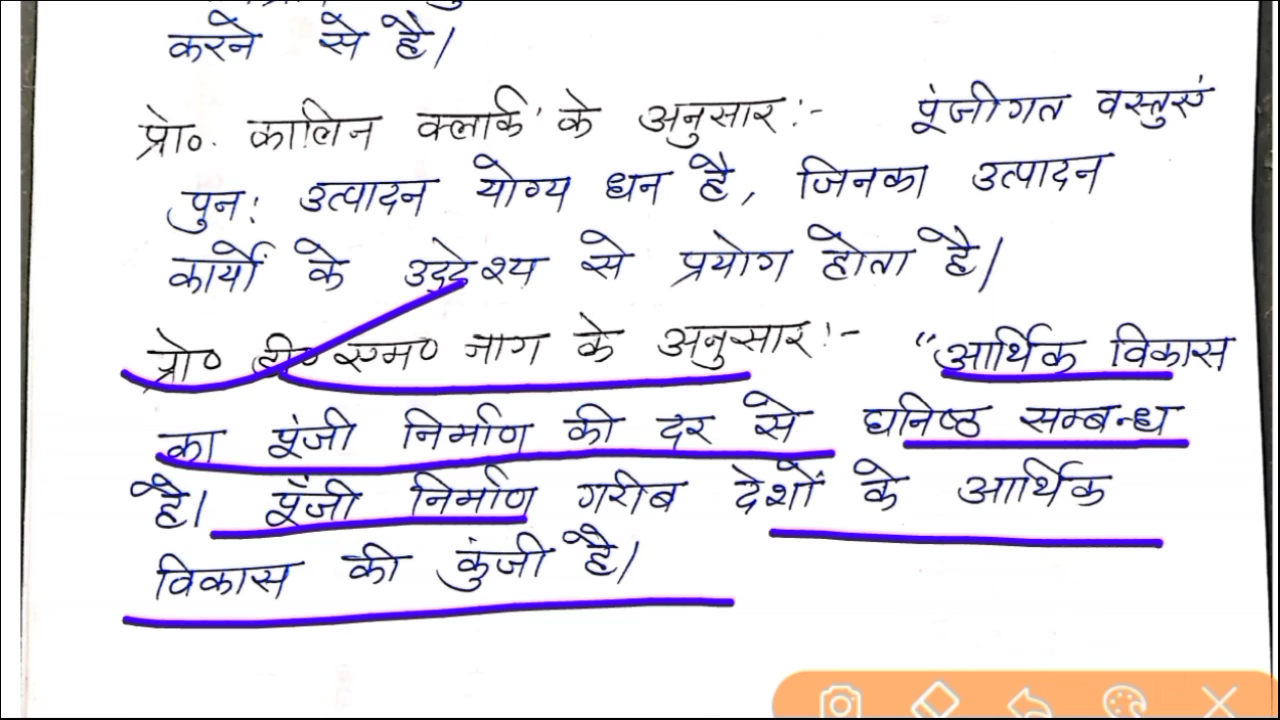 करने से है।
प्रो०. कालिन क्लार्क' के अनुसार:- पूंजीगत वस्तुएं
पुन: उत्पादन योग्य धन है, जिनका उत्पादन
कार्यो के उद्देश्य से प्रयोग होता है।
प्रो० एम० नाग के अनुसार:- "आर्थिक विकास
का पूंजी निर्माण की दर से घनिष्ठ सम्बन्ध
है। पूँजी निर्माण गरीब देशों के आर्थिक
विकास की कुंजी है।